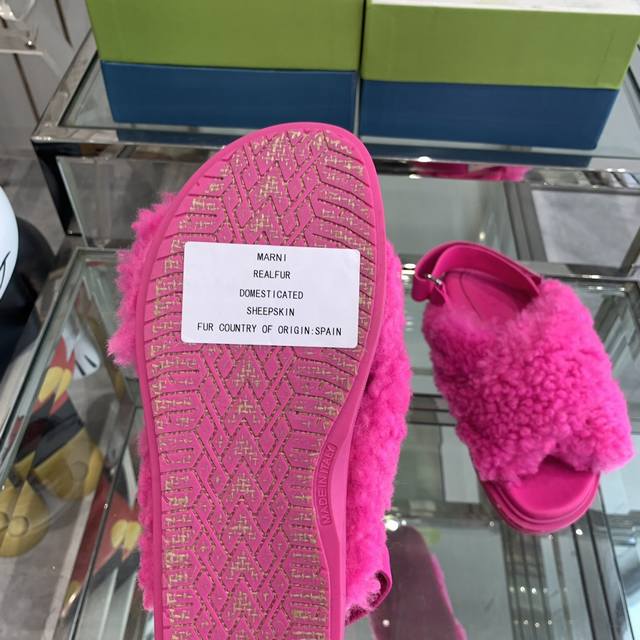 MARNI
REALFUR
DOMESTICATED
SHEEPSKIN
FUR COUNTRY OF ORIGIN:SPAIN
MADE IN ITALY